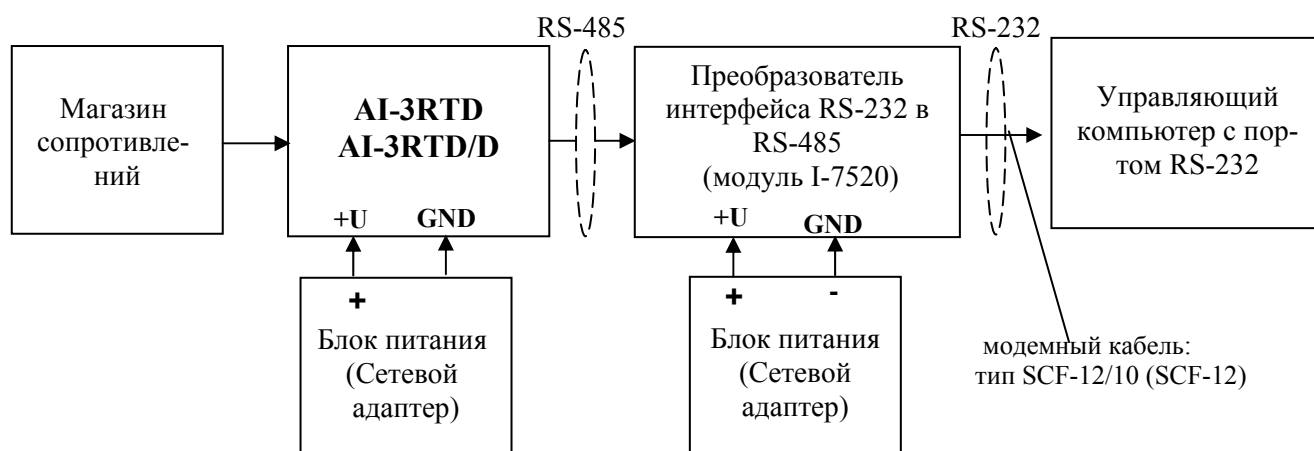 RS-485
RS-232
Магазин
сопротивле-
ний
AI-3RTD
AI-3RTD/D
+U GND
Преобразователь
интерфейса RS-232 в
RS-485
(модуль I-7520)
+U GND
Управляющий
компьютер с пор-
том RS-232
+
Блок питания
(Сетевой
адаптер)
+ -
Блок питания
(Сетевой
адаптер)
модемный кабель:
тип SCF-12/10 (SCF-12)